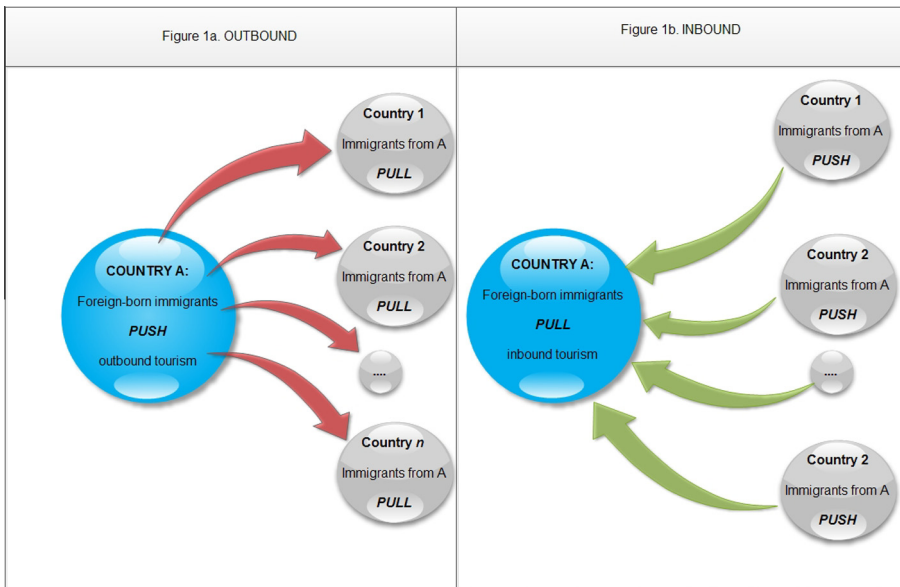 Figure 1a. OUTBOUND
Figure 1b. INBOUND
Country 1
Immigrants from A
PULL
Country 2
Immigrants from A
PULL
COUNTRY A:
Foreign-born immigrants
PUSH
outbound tourism
....
Country n
Immigrants from A
PULL
Country 1
Immigrants from A
PUSH
COUNTRY A:
Foreign-born immigrants
PULL
inbound tourism
Country 2
Immigrants from A
PUSH
....
Country 2
Immigrants from A
PUSH